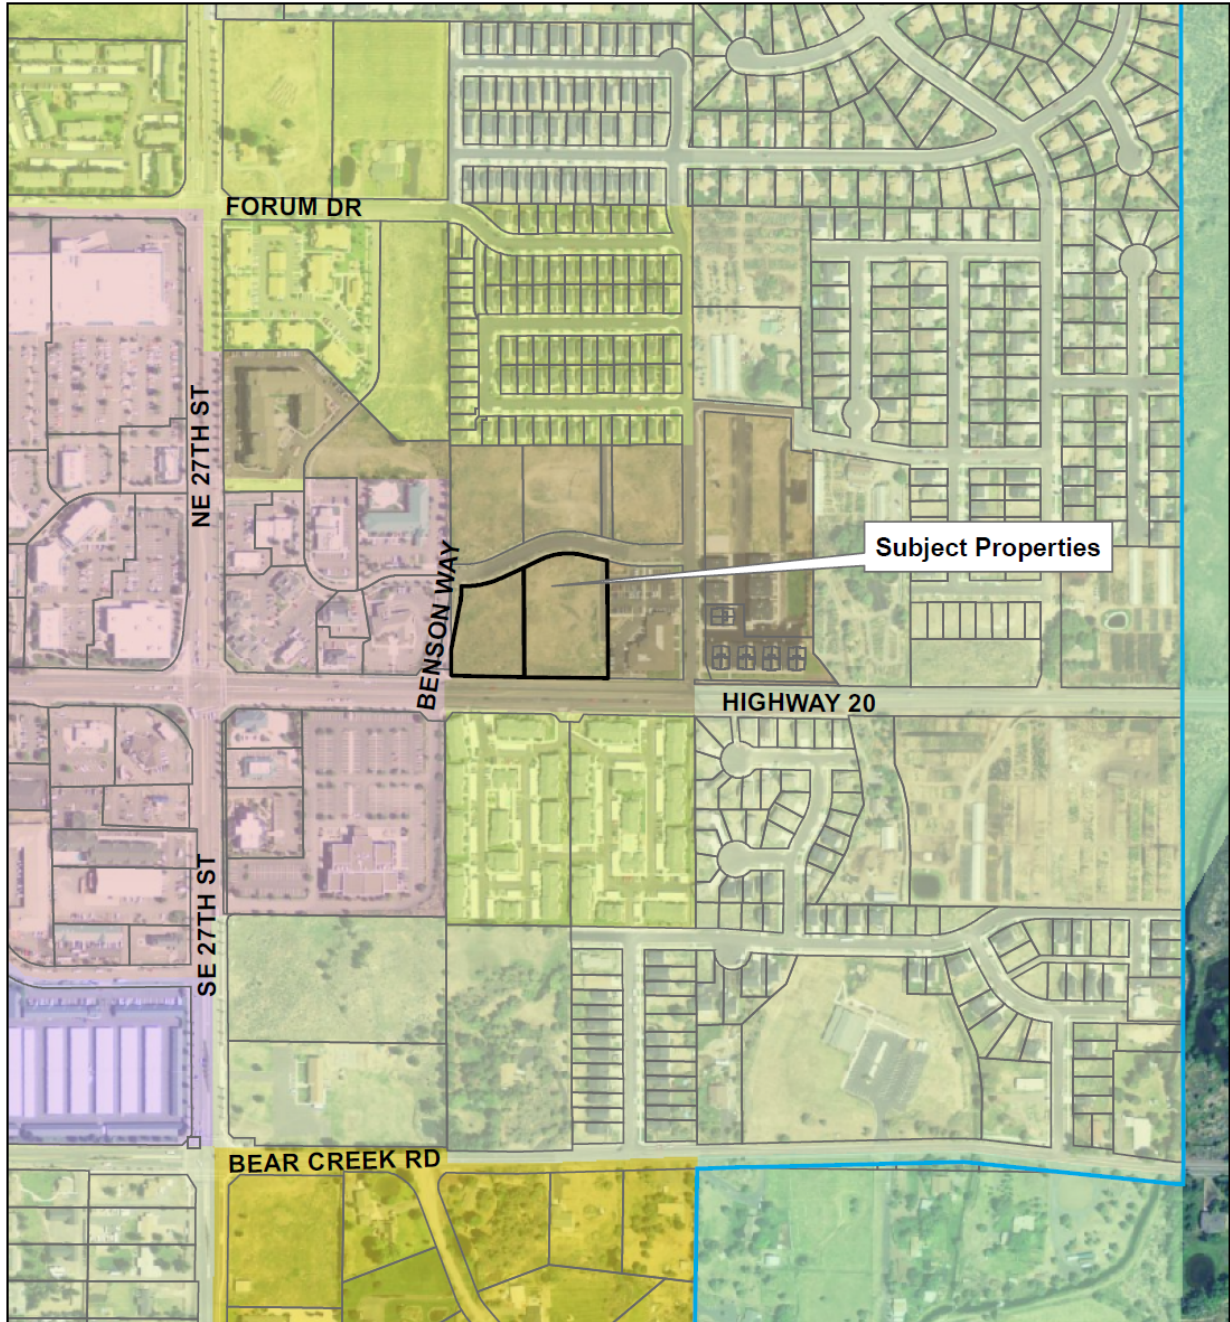 FORUM DR
NE 27TH ST
Subject Properties
BENSON WAY
HIGHWAY 20
SE 27TH ST
BEAR CREEK RD